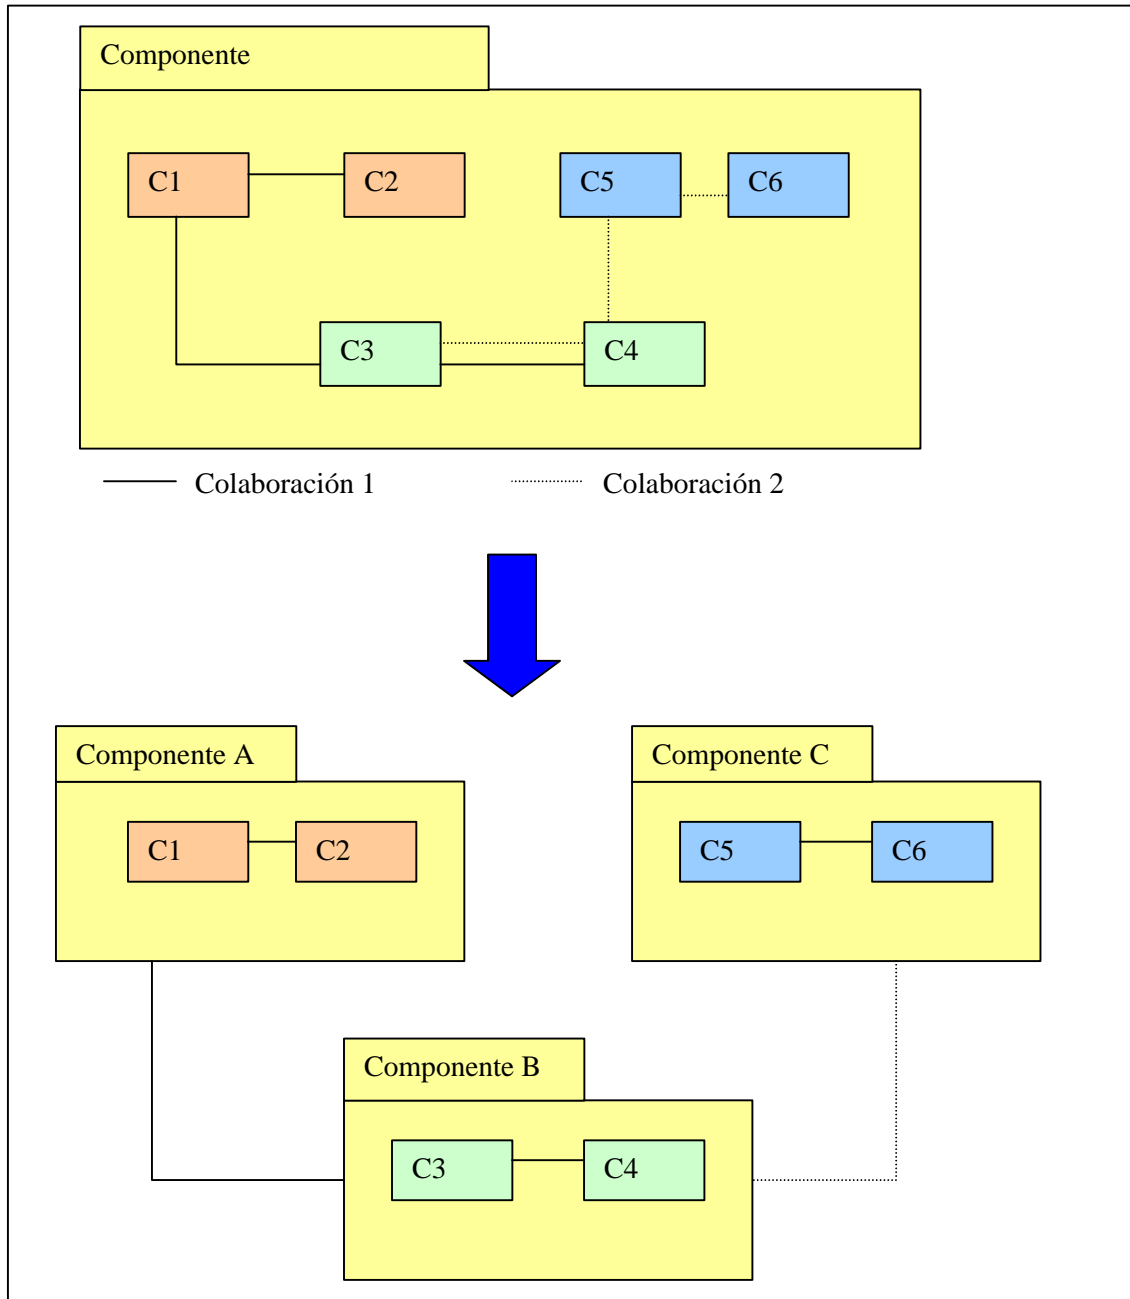 Componente
C1
C2
C5
C6
C3
C4
Colaboración 1
Colaboración 2
Componente A
Componente C
C1
C2
C5
C6
Componente B
C3
C4